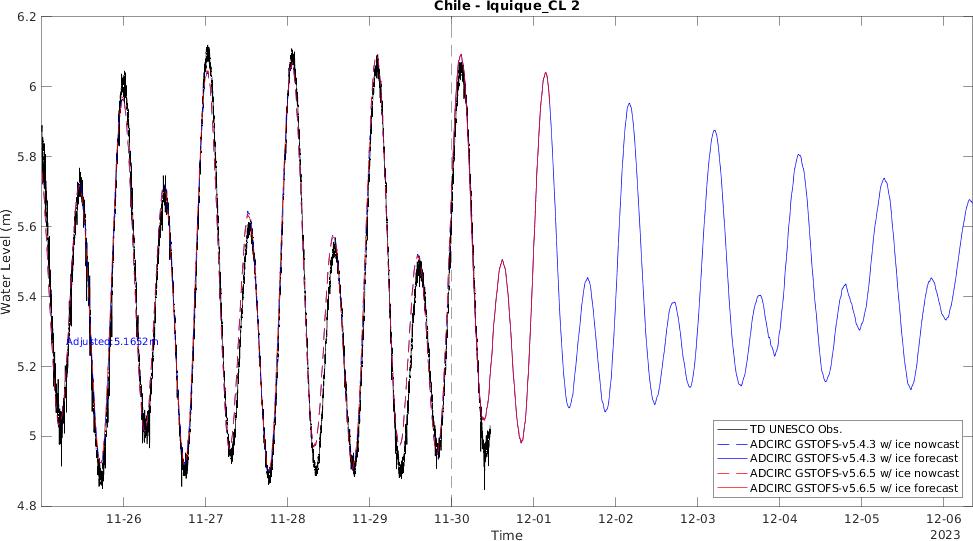 Chile - Iquique_CL 2
6.2
6
5.8
5.6
5.4
5.2
5
4.8
Water Level (m)
Adjusted:5.1652m
TD UNESCO Obs.
ADCIRC GSTOFS-v5.4.3 w/ ice nowcast
ADCIRC GSTOFS-v5.4.3 w/ ice forecast
ADCIRC GSTOFS-v5.6.5 w/ ice nowcast
ADCIRC GSTOFS-v5.6.5 w/ ice forecast
11-26 11-27 11-28 11-29 11-30 12-01 12-02 12-03 12-04 12-05 12-06
Time
2023